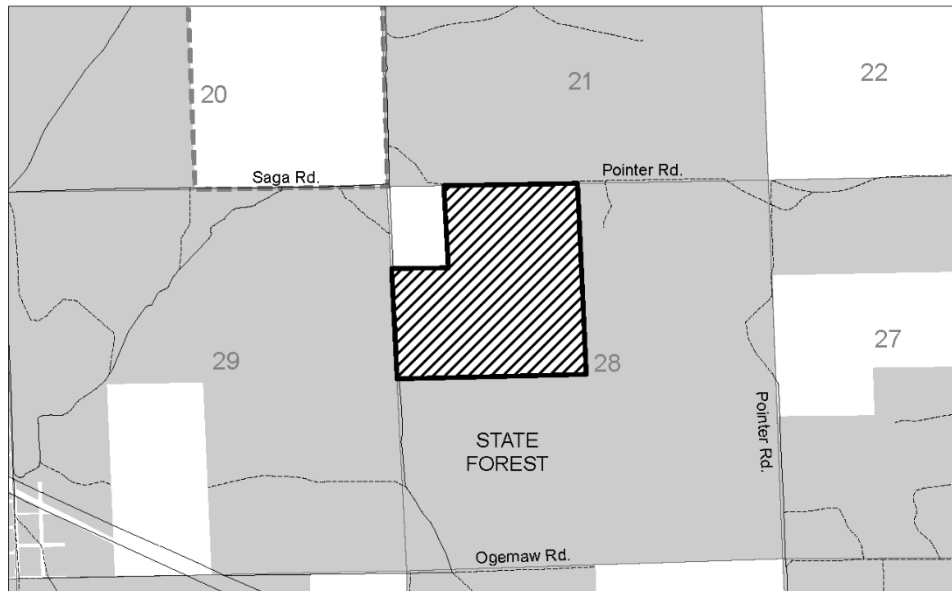 22
21
20
Saga Rd.
Pointer Rd.
27
29
28
Pointer Rd.
STATE
FOREST
Ogemaw Rd.